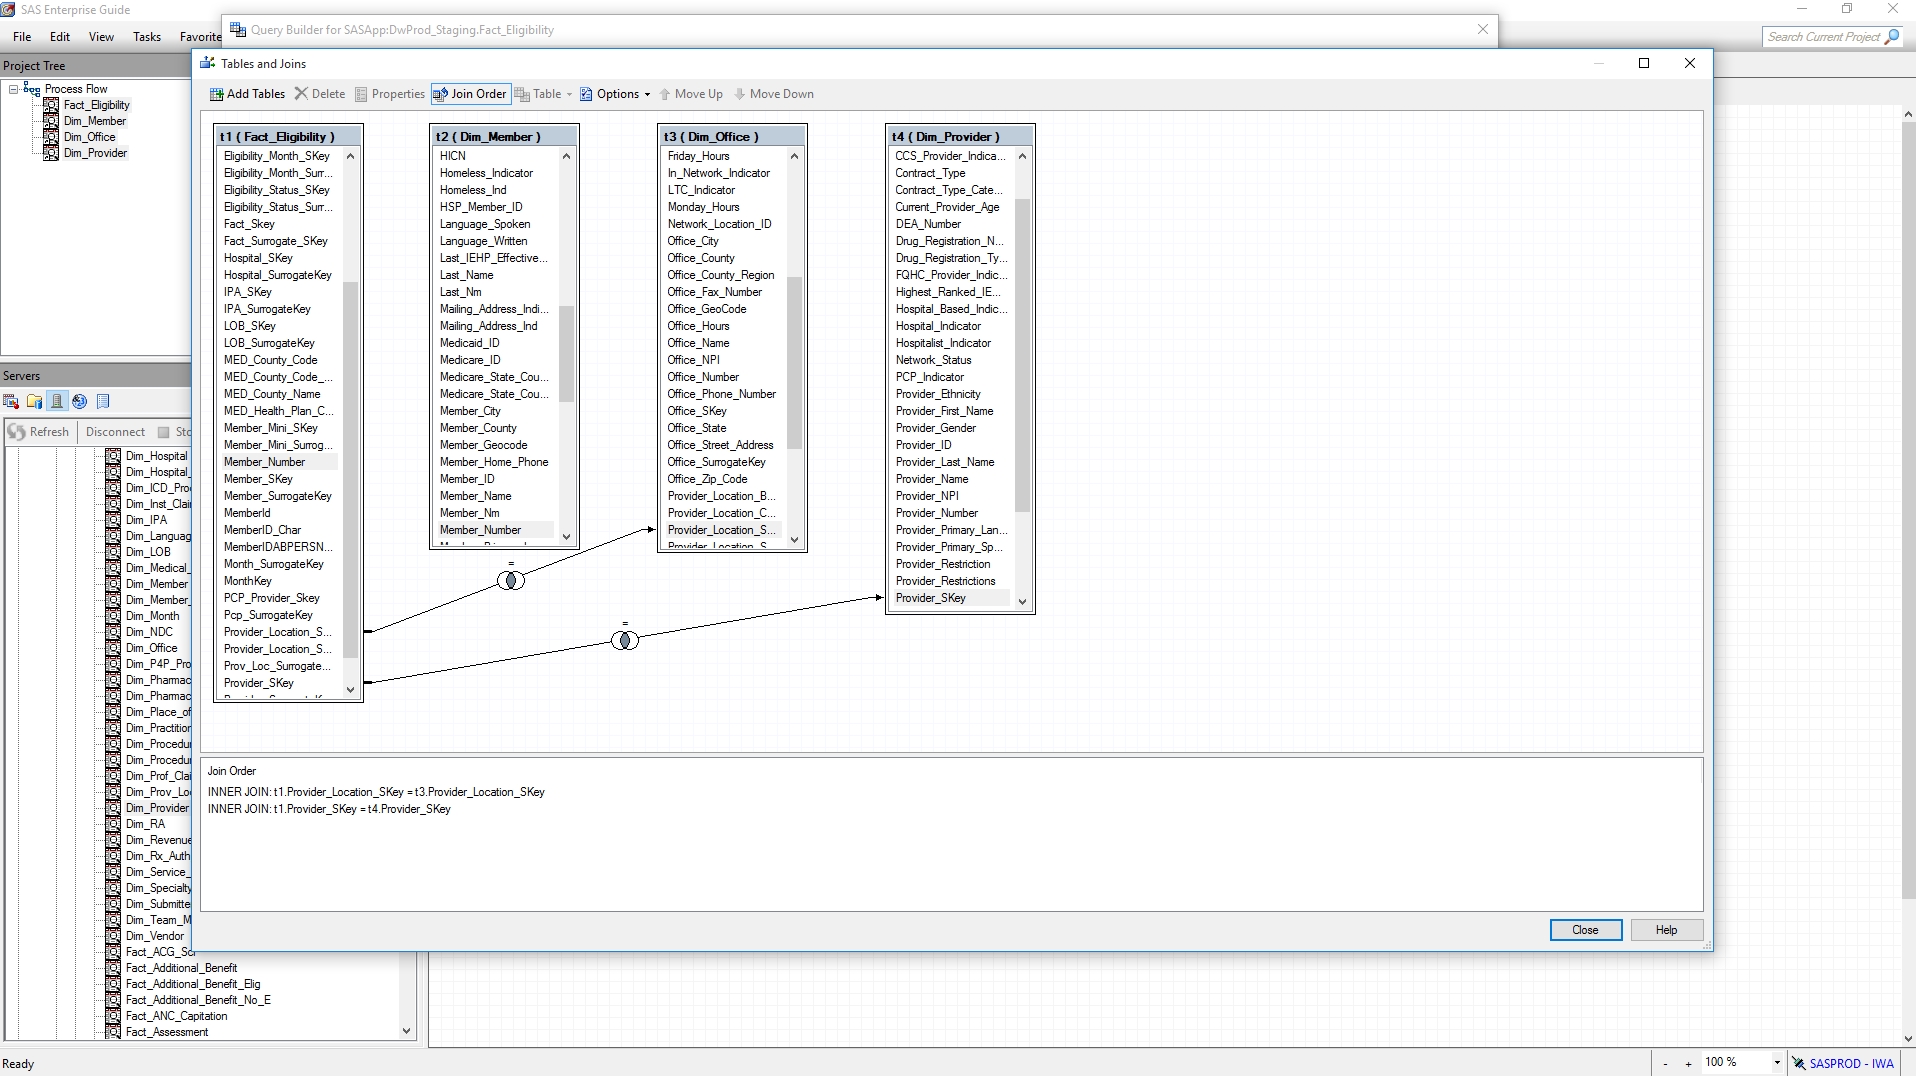 SAS Enterprise Guide
File Edit View Tasks Favorite
Query Builder for SASApp:DwProd_Staging.Fact_Eligibility
Search Current Project
Project Tree
Process Flow
Fact_Eligibility
Dim_Member
Dim_Office
Dim_Provider
Servers
Refresh Disconnect Sto
Dim_Hospital
Dim_Hospital_
Dim_ICD_Pro
Dim_Inst_Clai
Dim_IPA
Dim_Languag
Dim_LOB
Dim_Medical_
Dim_Member
Dim_Member_
Dim_Month
Dim_NDC
Dim_Office
Dim_P4P_Pro
Dim_Pharmac
Dim_Pharmac
Dim_Place_of
Dim_Practition
Dim_Procedur
Dim_Procedur
Dim_Prof_Clai
Dim_Prov_Lo
Dim_Provider
Dim_RA
Dim_Revenue
Dim_Rx_Auth
Dim_Service_
Dim_Specialty
Dim_Submitte
Dim_Team_M
Dim_Vendor
Fact_ACG_Scr
Fact_Additional_Benefit
Fact_Additional_Benefit_Elig
Fact_Additional_Benefit_No_E
Fact_ANC_Capitation
Fact_Assessment
Tables and Joins
Add Tables Delete Properties Join Order Table Options Move Up Move Down
t1 ( Fact_Eligibility )
Eligibility_Month_SKey
Eligibility_Month_Surr...
Eligibility_Status_SKey
Eligibility_Status_Surr...
Fact_Skey
Fact_Surrogate_SKey
Hospital_SKey
Hospital_SurrogateKey
IPA_SKey
IPA_SurrogateKey
LOB_SKey
LOB_SurrogateKey
MED_County_Code
MED_County_Code_...
MED_County_Name
MED_Health_Plan_C...
Member_Mini_SKey
Member_Mini_Surrog...
Member_Number
Member_SKey
Member_SurrogateKey
MemberId
MemberID_Char
MemberIDABPERSN...
Month_SurrogateKey
MonthKey
PCP_Provider_Skey
Pcp_SurrogateKey
Provider_Location_S...
Provider_Location_S...
Prov_Loc_Surrogate...
Provider_SKey
t2 ( Dim_Member )
HICN
Homeless_Indicator
Homeless_Ind
HSP_Member_ID
Language_Spoken
Language_Written
Last_IEHP_Effective...
Last_Name
Last_Nm
Mailing_Address_Indi...
Mailing_Address_Ind
Medicaid_ID
Medicare_ID
Medicare_State_Cou...
Medicare_State_Cou...
Member_City
Member_County
Member_Geocode
Member_Home_Phone
Member_ID
Member_Name
Member_Nm
Member_Number
t3 ( Dim_Office )
Friday_Hours
In_Network_Indicator
LTC_Indicator
Monday_Hours
Network_Location_ID
Office_City
Office_County
Office_County_Region
Office_Fax_Number
Office_GeoCode
Office_Hours
Office_Name
Office_NPI
Office_Number
Office_Phone_Number
Office_SKey
Office_State
Office_Street_Address
Office_SurrogateKey
Office_Zip_Code
Provider_Location_B...
Provider_Location_C...
Provider_Location_S...
Provider_Location_S...
t4 ( Dim_Provider )
CCS_Provider_Indica...
Contract_Type
Contract_Type_Cate...
Current_Provider_Age
DEA_Number
Drug_Registration_N...
Drug_Registration_Ty...
FQHC_Provider_Indic...
Highest_Ranked_IE...
Hospital_Based_Indic...
Hospital_Indicator
Hospitalist_Indicator
Network_Status
PCP_Indicator
Provider_Ethnicity
Provider_First_Name
Provider_Gender
Provider_ID
Provider_Last_Name
Provider_Name
Provider_NPI
Provider_Number
Provider_Primary_Lan...
Provider_Primary_Sp...
Provider_Restriction
Provider_Restrictions
Provider_SKey
=
=
Join Order
INNER JOIN: t1.Provider_Location_SKey = t3.Provider_Location_SKey
INNER JOIN: t1.Provider_SKey = t4.Provider_SKey
Close Help
Ready
- + 100 % SASPROD - IWA